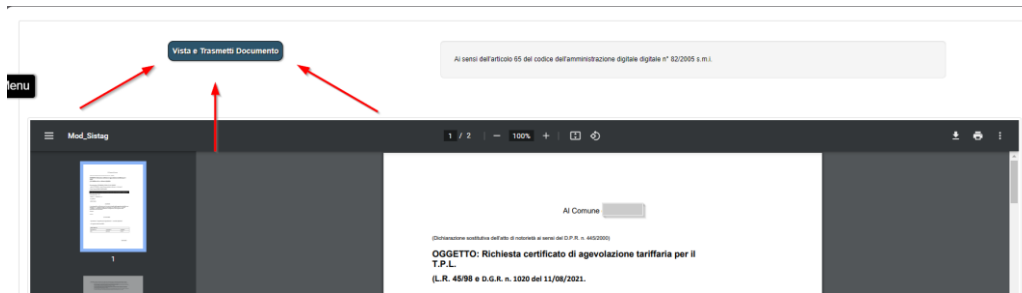 Vista e Trasmetti Documento
Ai sensi dell'articolo 65 del codice dell'amministrazione digitale digitale n° 82/2005 s.m.i.
Menu
Mod_Sistag
1 / 2
100%
Al Comune
(Dichiarazione sostitutiva dell'atto di notorietà ai sensi del D.P.R. n. 445/2000)
OGGETTO: Richiesta certificato di agevolazione tariffaria per il
T.P.L.
(L.R. 45/98 e D.G.R. n. 1020 del 11/08/2021.
1